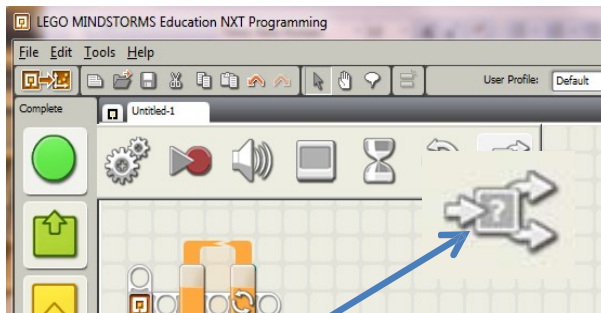 LEGO MINDSTORMS Education NXT Programming
File Edit Tools Help
User Profile: Default
Complete
Untitled-1
?